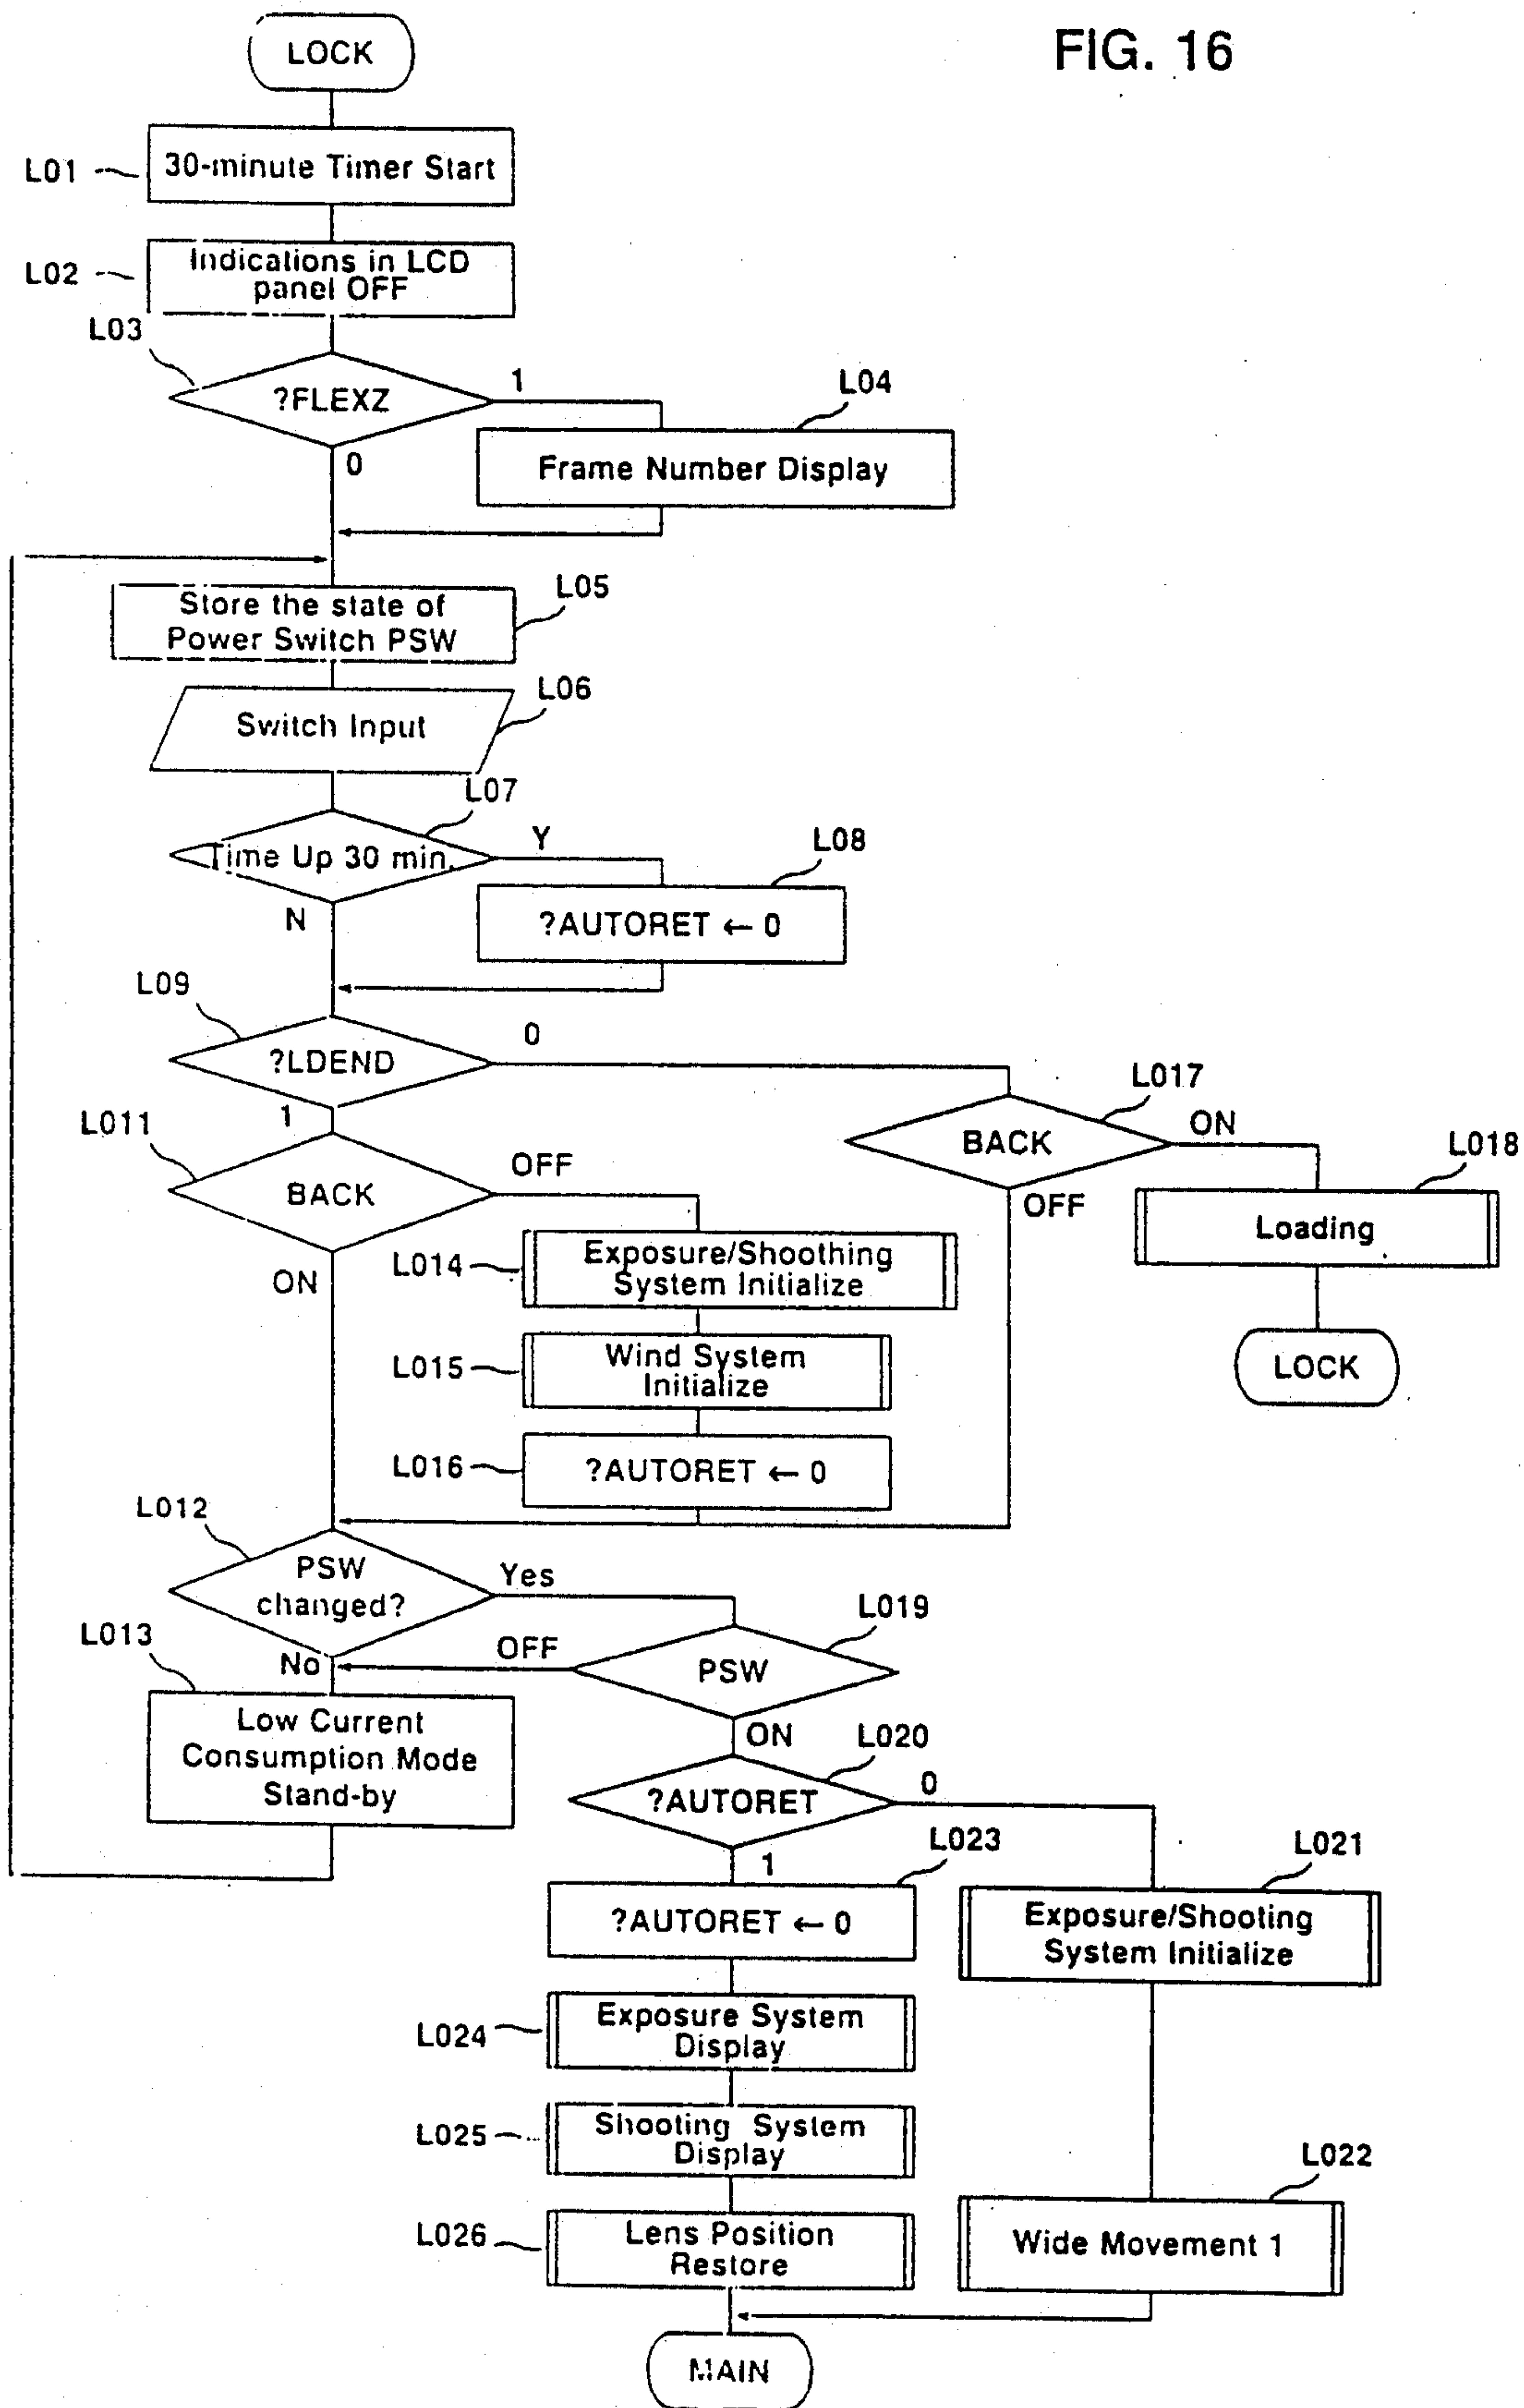 FIG. 16
LOCK
L01
30-minute Timer Start
L02
Indications in LCD
panel OFF
L03
?FLEXZ
1
0
L04
Frame Number Display
L05
Store the state of
Power Switch PSW
L06
Switch Input
L07
Time Up 30 min.
Y
N
L08
?AUTORET ← 0
L09
?LDEND
0
1
L011
BACK
OFF
ON
L017
BACK
ON
OFF
L018
Loading
LOCK
L014
Exposure/Shoothing
System Initialize
L015
Wind System
Initialize
L016
?AUTORET ← 0
L012
PSW
changed?
Yes
No
L019
PSW
OFF
ON
L013
Low Current
Consumption Mode
Stand-by
L020
?AUTORET
0
1
L023
?AUTORET ← 0
L021
Exposure/Shooting
System Initialize
L024
Exposure System
Display
L025
Shooting System
Display
L022
Wide Movement 1
L026
Lens Position
Restore
MAIN